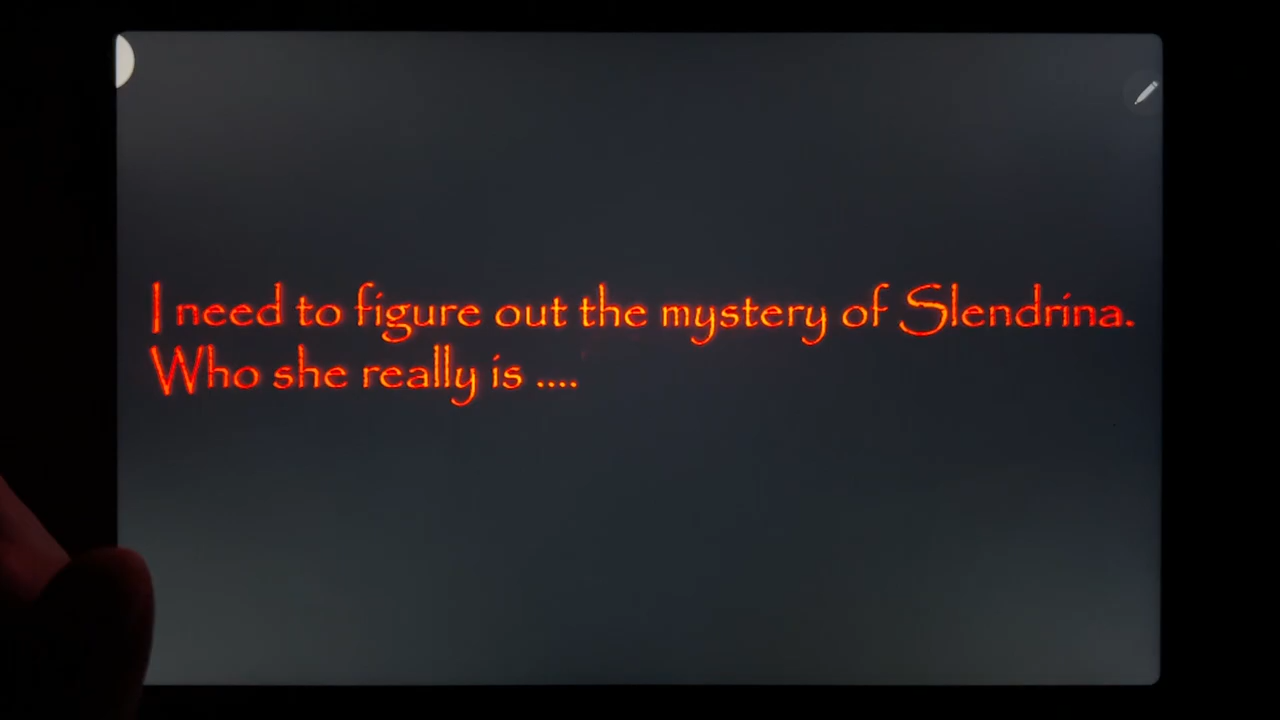 I need to figure out the mystery of Slendrina.
Who she really is ....